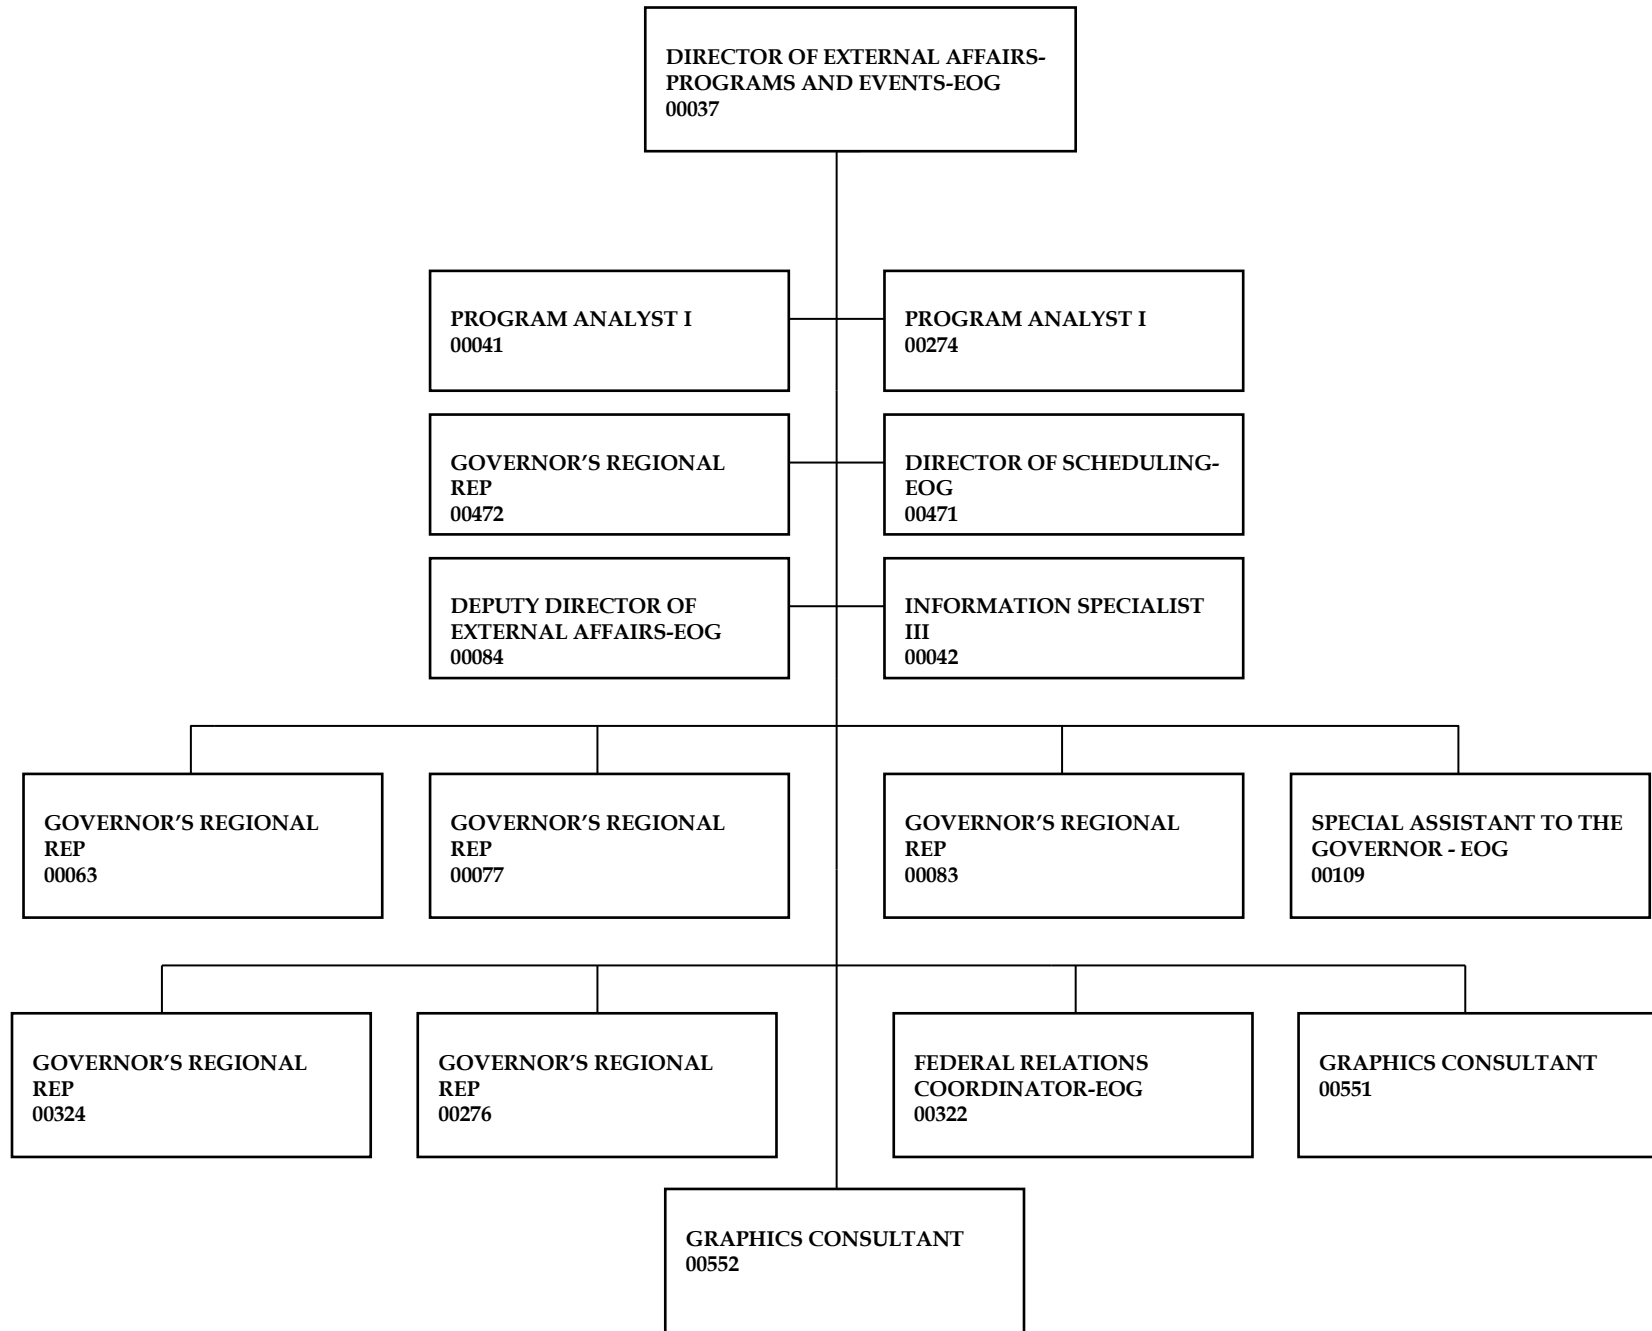 DIRECTOR OF EXTERNAL AFFAIRS-
PROGRAMS AND EVENTS-EOG
00037
PROGRAM ANALYST I
00041
PROGRAM ANALYST I
00274
GOVERNOR’S REGIONAL
REP
00472
DIRECTOR OF SCHEDULING-
EOG
00471
DEPUTY DIRECTOR OF
EXTERNAL AFFAIRS-EOG
00084
INFORMATION SPECIALIST
III
00042
GOVERNOR’S REGIONAL
REP
00063
GOVERNOR’S REGIONAL
REP
00077
GOVERNOR’S REGIONAL
REP
00083
SPECIAL ASSISTANT TO THE
GOVERNOR - EOG
00109
GOVERNOR’S REGIONAL
REP
00324
GOVERNOR’S REGIONAL
REP
00276
FEDERAL RELATIONS
COORDINATOR-EOG
00322
GRAPHICS CONSULTANT
00551
GRAPHICS CONSULTANT
00552